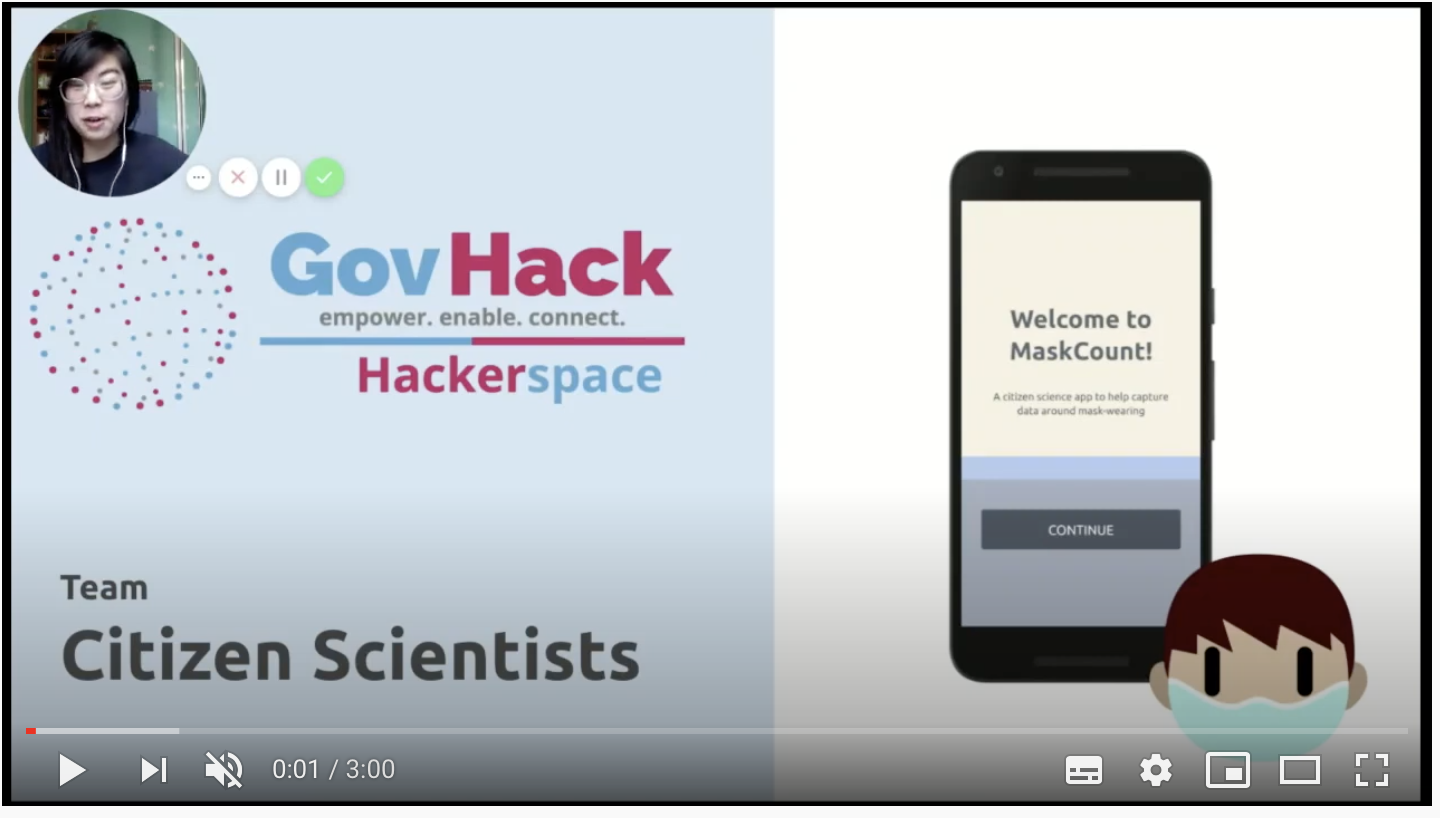 GovHack
empower. enable. connect.
Hackerspace
Team
Citizen Scientists
Welcome to
MaskCount!
A citizen science app to help capture
data around mask-wearing
CONTINUE
0:01 / 3:00